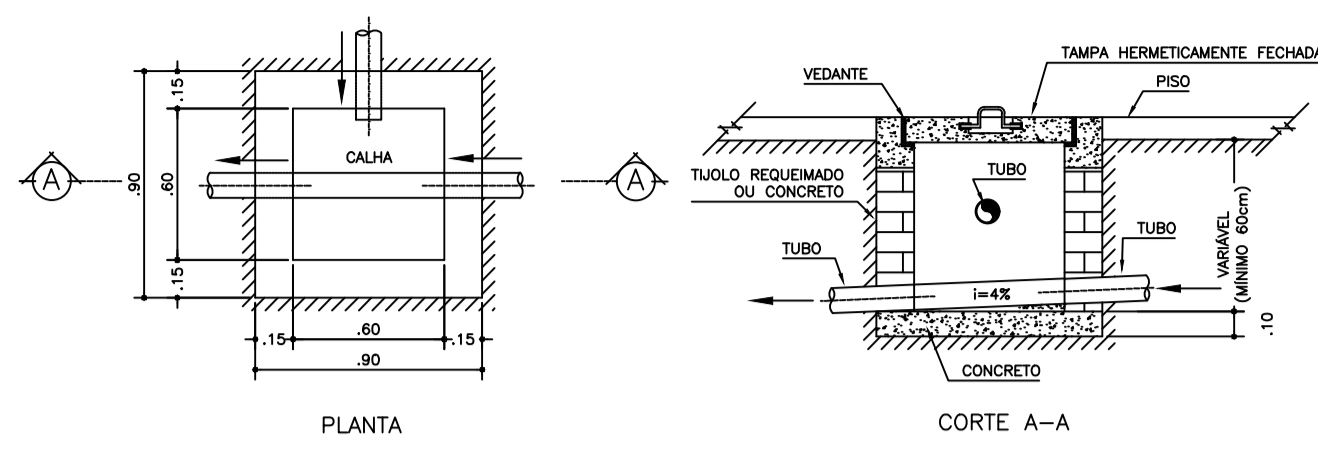 CALHA
A
A
.90
.15
.60
.15
.15
.60
.15
.90
PLANTA
TAMPA HERMETICAMENTE FECHADA
VEDANTE
PISO
TIJOLO REQUEIMADO
OU CONCRETO
TUBO
TUBO
TUBO
i=4%
VARIÁVEL
(MÍNIMO 60cm)
.10
CONCRETO
CORTE A–A